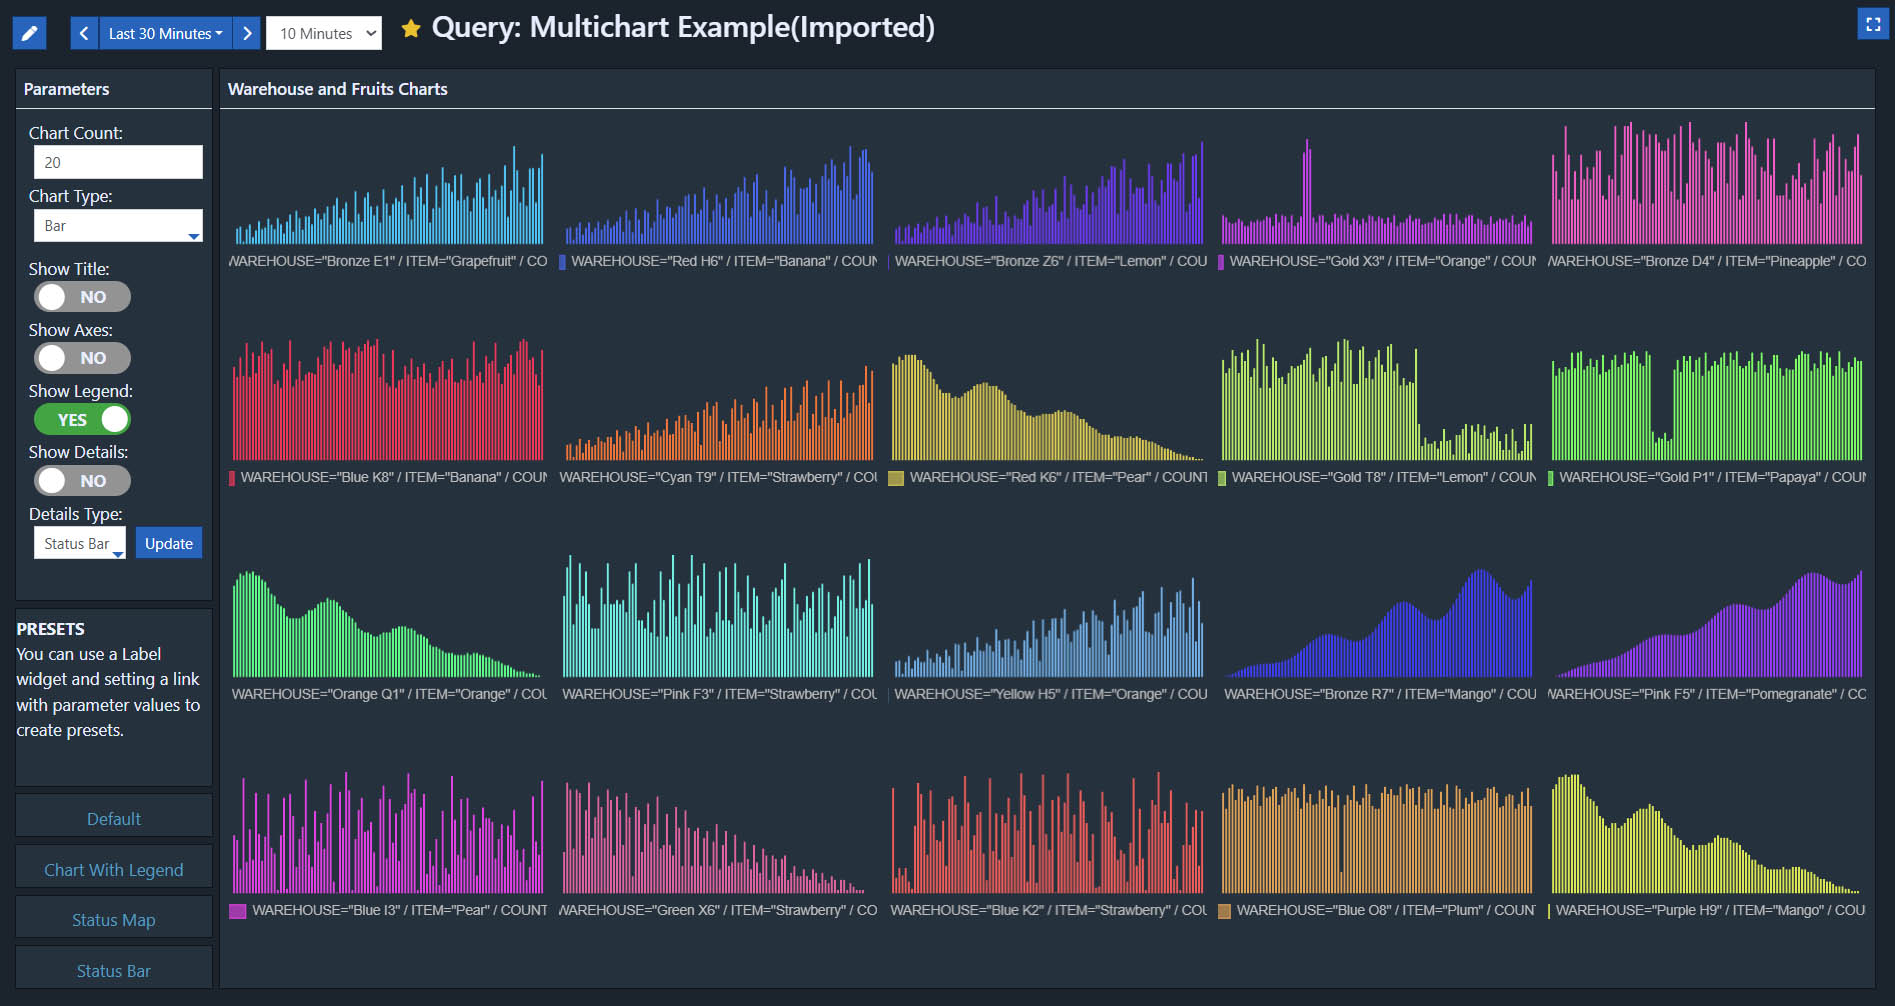 Last 30 Minutes
10 Minutes
Query: Multichart Example(Imported)
Parameters
Chart Count:
20
Chart Type:
Bar
Show Title:
NO
Show Axes:
NO
Show Legend:
YES
Show Details:
NO
Details Type:
Status Bar
Update
PRESETS
You can use a Label
widget and setting a link
with parameter values to
create presets.
Default
Chart With Legend
Status Map
Status Bar
Warehouse and Fruits Charts
WAREHOUSE="Bronze E1" / ITEM="Grapefruit" / CO
WAREHOUSE="Red H6" / ITEM="Banana" / COUN
WAREHOUSE="Bronze Z6" / ITEM="Lemon" / COU
WAREHOUSE="Gold X3" / ITEM="Orange" / COUN
WAREHOUSE="Bronze D4" / ITEM="Pineapple" / CO
WAREHOUSE="Blue K8" / ITEM="Banana" / COUN
WAREHOUSE="Cyan T9" / ITEM="Strawberry" / COU
WAREHOUSE="Red K6" / ITEM="Pear" / COUNT
WAREHOUSE="Gold T8" / ITEM="Lemon" / COUN
WAREHOUSE="Gold P1" / ITEM="Papaya" / COUN
WAREHOUSE="Orange Q1" / ITEM="Orange" / COU
WAREHOUSE="Pink F3" / ITEM="Strawberry" / COU
WAREHOUSE="Yellow H5" / ITEM="Orange" / COU
WAREHOUSE="Bronze R7" / ITEM="Mango" / COU
WAREHOUSE="Pink F5" / ITEM="Pomegranate" / CO
WAREHOUSE="Blue I3" / ITEM="Pear" / COUNT
WAREHOUSE="Green X6" / ITEM="Strawberry" / CO
WAREHOUSE="Blue K2" / ITEM="Strawberry" / COU
WAREHOUSE="Blue O8" / ITEM="Plum" / COUN
WAREHOUSE="Purple H9" / ITEM="Mango" / COU